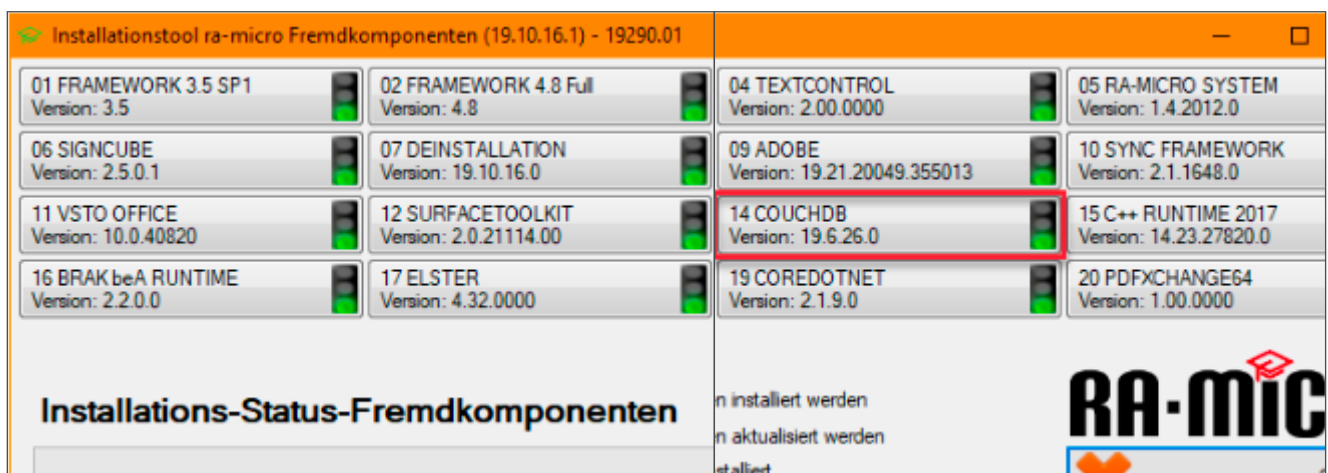 Installationstool ra-micro Fremdkomponenten (19.10.16.1) - 19290.01
01 FRAMEWORK 3.5 SP1
Version: 3.5
02 FRAMEWORK 4.8 Full
Version: 4.8
04 TEXTCONTROL
Version: 2.00.0000
05 RA-MICRO SYSTEM
Version: 1.4.2012.0
06 SIGNCUBE
Version: 2.5.0.1
07 DEINSTALLATION
Version: 19.10.16.0
09 ADOBE
Version: 19.21.20049.355013
10 SYNC FRAMEWORK
Version: 2.1.1648.0
11 VSTO OFFICE
Version: 10.0.40820
12 SURFACETOOLKIT
Version: 2.0.21114.00
14 COUCHDB
Version: 19.6.26.0
15 C++ RUNTIME 2017
Version: 14.23.27820.0
16 BRAK beA RUNTIME
Version: 2.2.0.0
17 ELSTER
Version: 4.32.0000
19 COREDOTNET
Version: 2.1.9.0
20 PDFXCHANGE64
Version: 1.00.0000
Installations-Status-Fremdkomponenten
n installiert werden
n aktualisiert werden
stalliert
RA-MIC